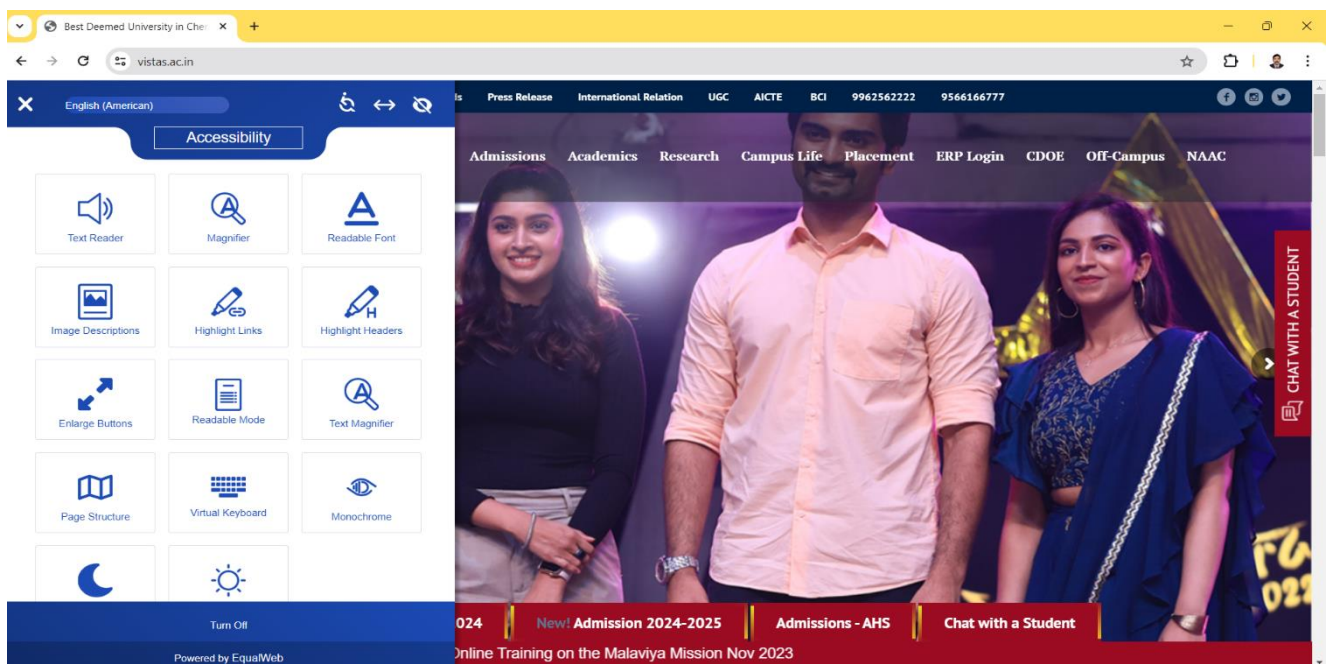 Best Deemed University in Che
vistas.ac.in
English (American)
Accessibility
Text Reader
Magnifier
Readable Font
Image Descriptions
Highlight Links
Highlight Headers
Enlarge Buttons
Readable Mode
Text Magnifier
Page Structure
Virtual Keyboard
Monochrome
Turn Off
Powered by EqualWeb
Press Release International Relation UGC AICTE BCI 9962562222 9566166777
Admissions Academics Research Campus Life Placement ERP Login CDOE Off-Campus NAAC
CHAT WITH A STUDENT
2022
024 New! Admission 2024-2025 Admissions - AHS Chat with a Student
Online Training on the Malaviya Mission Nov 2023